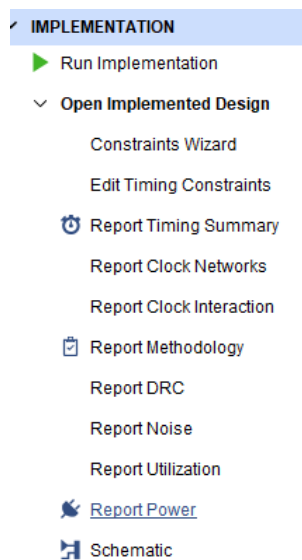 IMPLEMENTATION
Run Implementation
Open Implemented Design
Constraints Wizard
Edit Timing Constraints
Report Timing Summary
Report Clock Networks
Report Clock Interaction
Report Methodology
Report DRC
Report Noise
Report Utilization
Report Power
Schematic